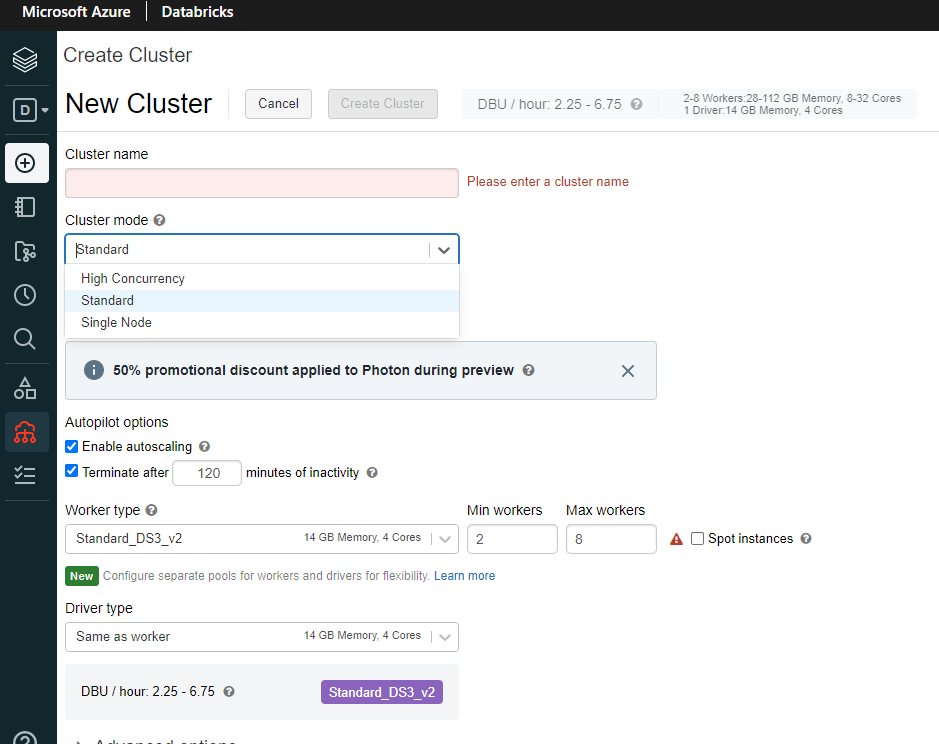 Microsoft Azure Databricks
Create Cluster
D
New Cluster Cancel Create Cluster DBU / hour: 2.25 - 6.75 ? 2-8 Workers:28-112 GB Memory, 8-32 Cores
1 Driver:14 GB Memory, 4 Cores
Cluster name
Please enter a cluster name
Cluster mode ?
Standard
High Concurrency
Standard
Single Node
i 50% promotional discount applied to Photon during preview ?
Autopilot options
Enable autoscaling ?
Terminate after 120 minutes of inactivity ?
Worker type ? Min workers Max workers
Standard_DS3_v2 14 GB Memory, 4 Cores 2 8 Spot instances ?
New Configure separate pools for workers and drivers for flexibility. Learn more
Driver type
Same as worker 14 GB Memory, 4 Cores
DBU / hour: 2.25 - 6.75 ? Standard_DS3_v2
Advanced options